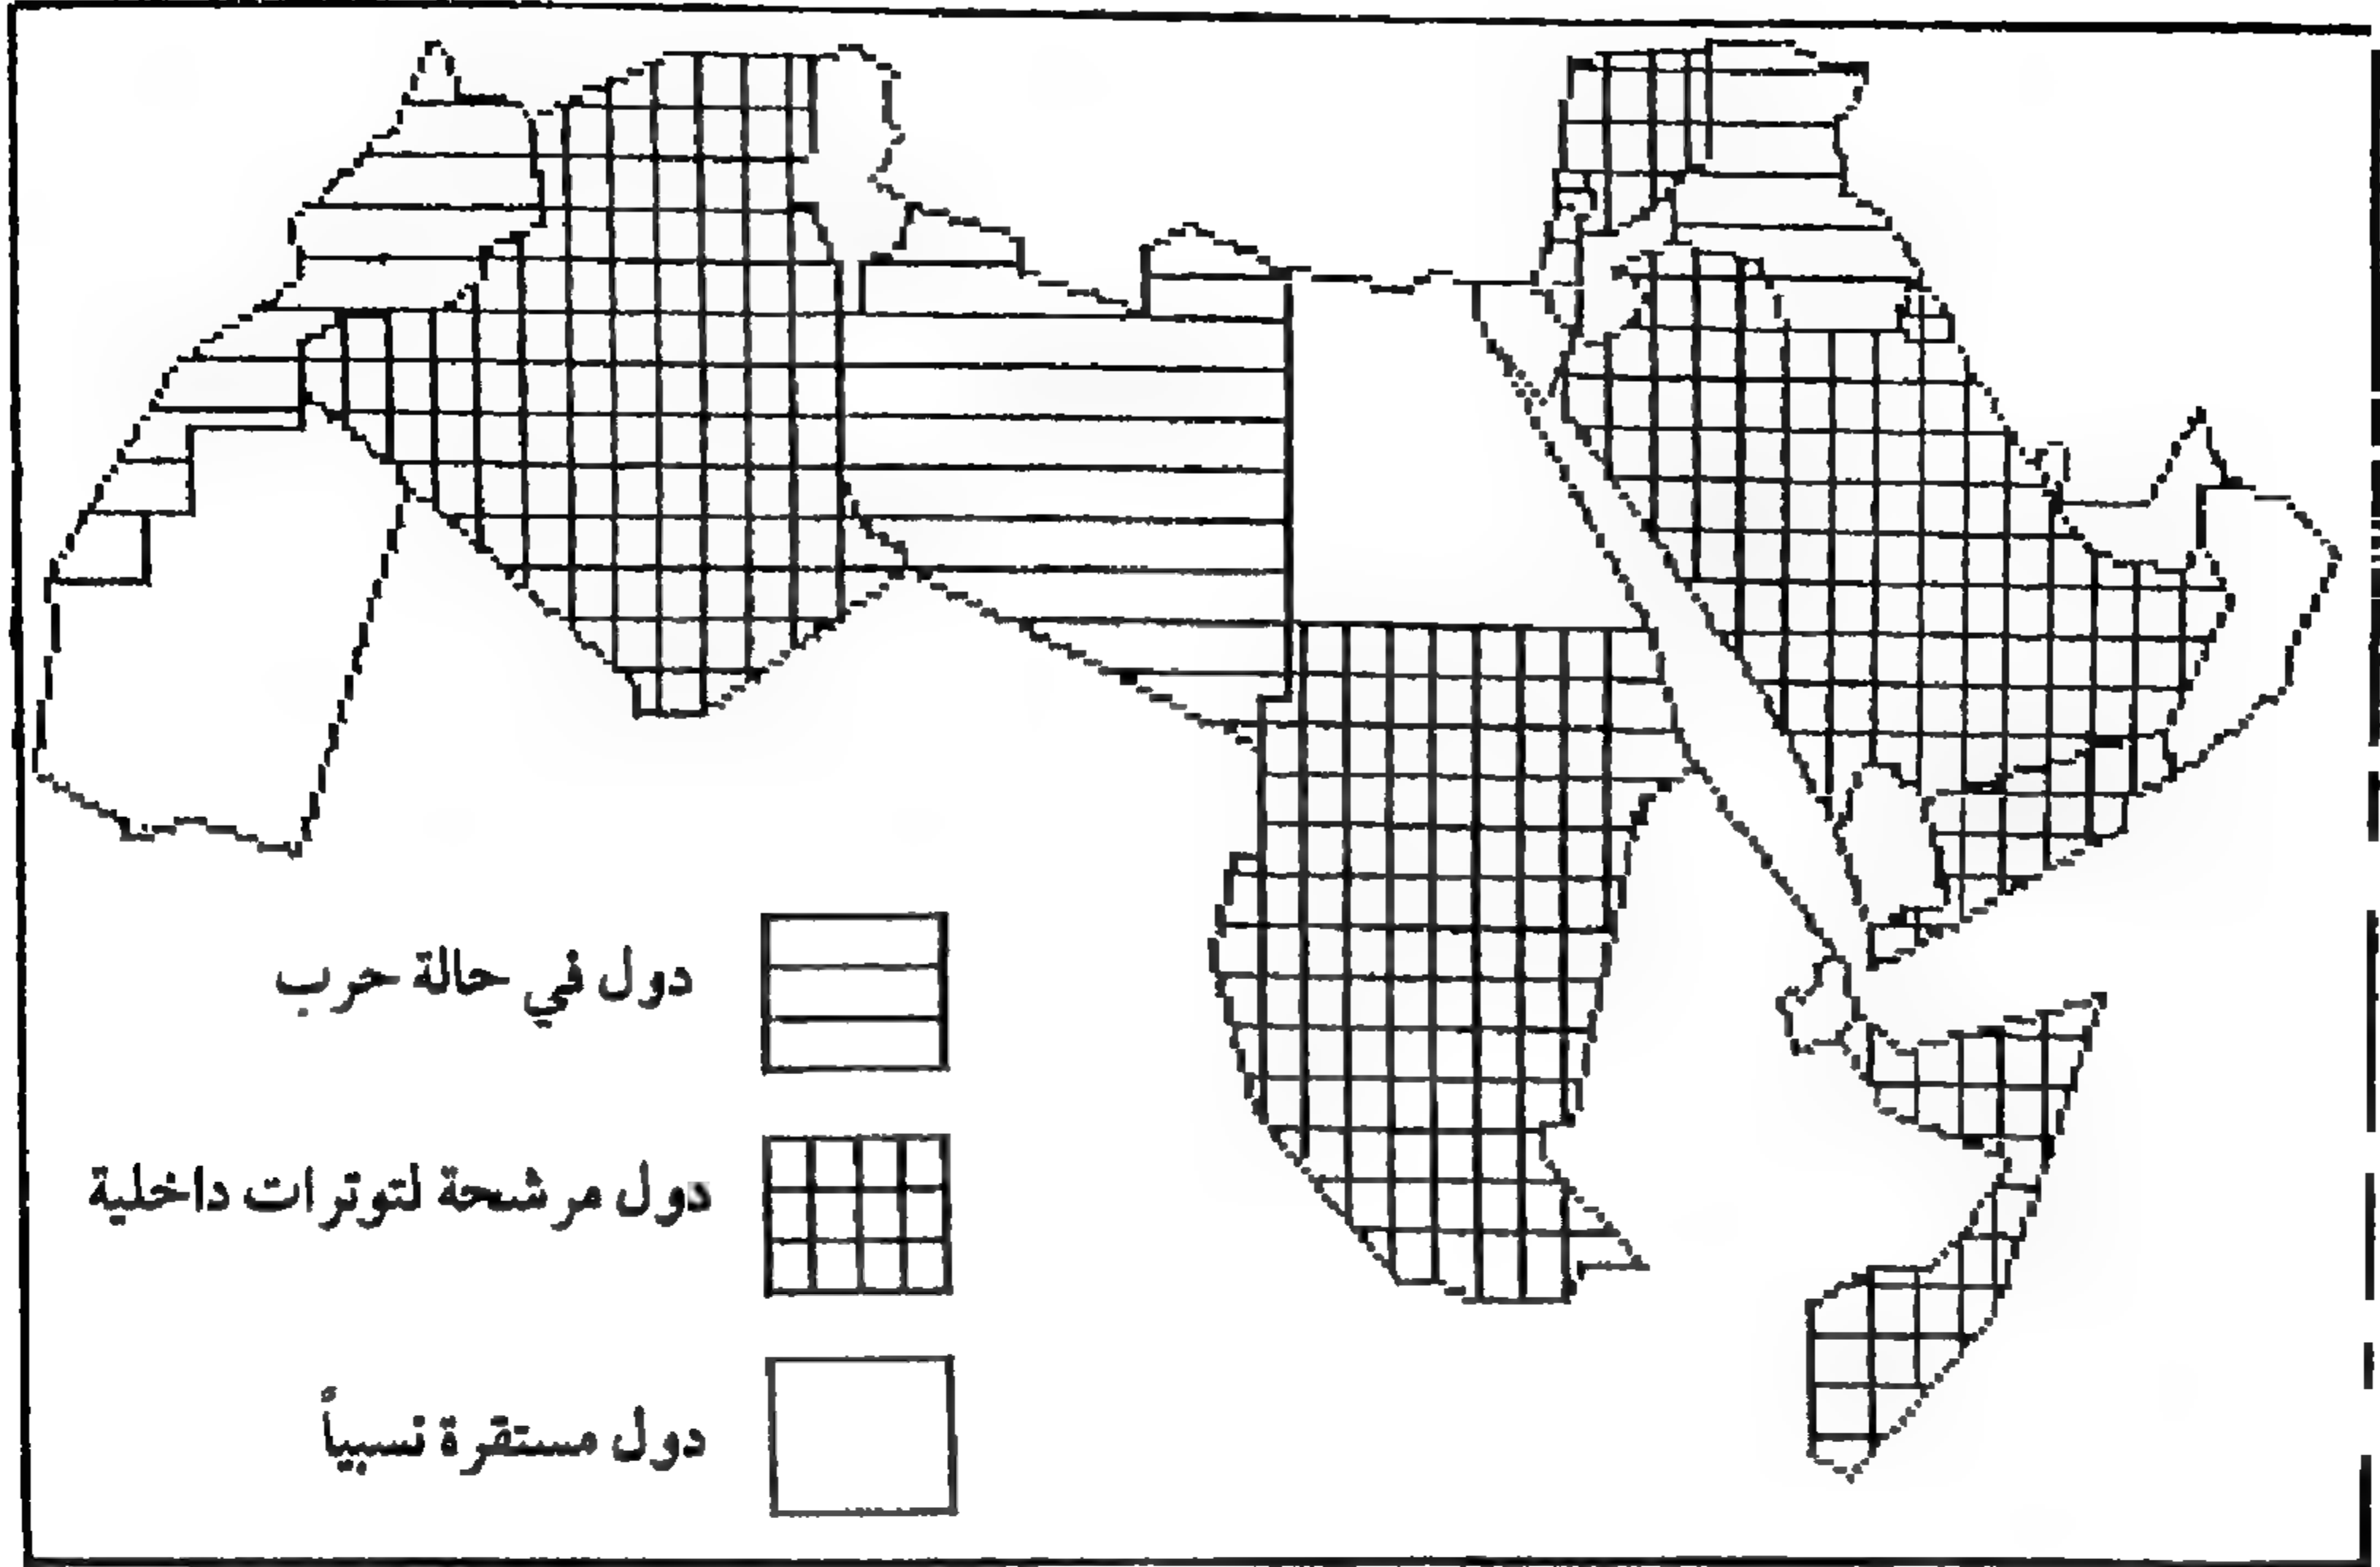 دول في حالة حرب
دول مرشحة لتوترات داخلية
دول مستقرة نسبياً